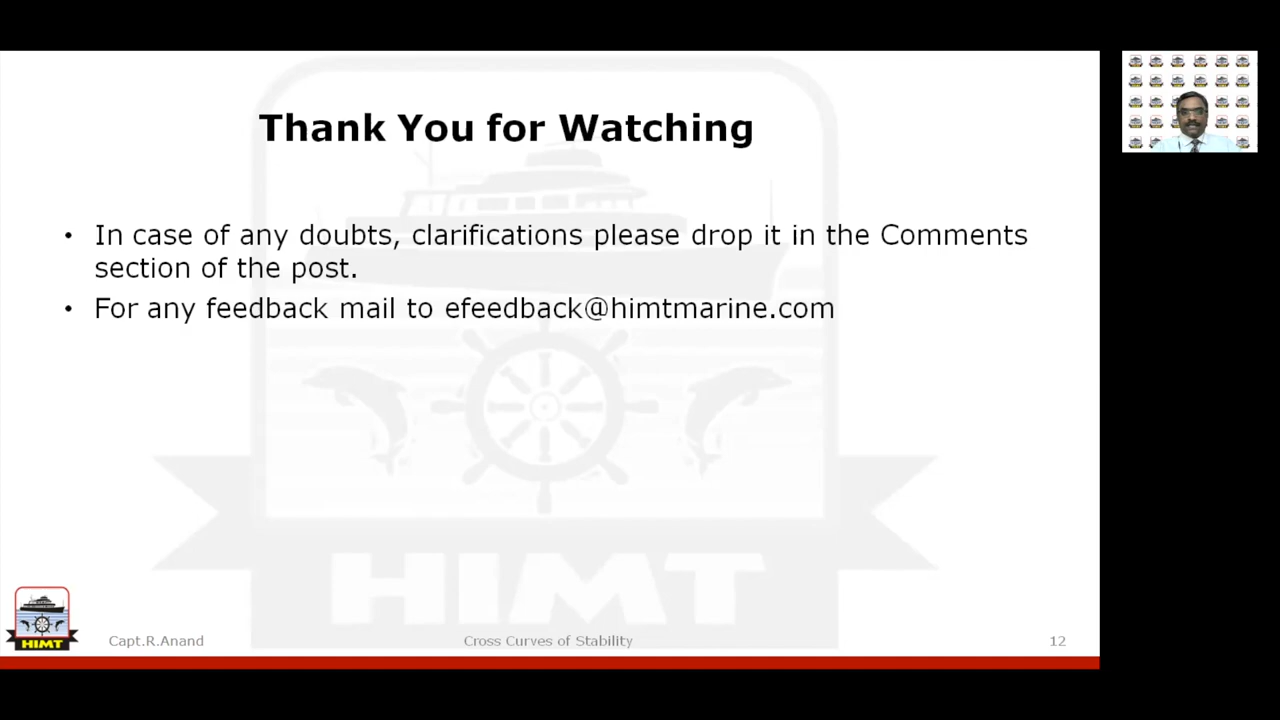 Thank You for Watching
• In case of any doubts, clarifications please drop it in the Comments
section of the post.
• For any feedback mail to efeedback@himtmarine.com
HIMT
HIMT
Capt.R.Anand
Cross Curves of Stability
12